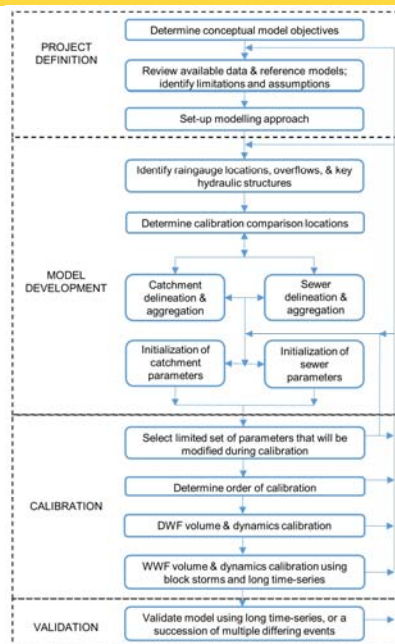 Determine conceptual model objectives
PROJECT
DEFINITION
Review available data & reference models;
identify limitations and assumptions
Set-up modelling approach
Identify raingauge locations, overflows, & key
hydraulic structures
Determine calibration comparison locations
MODEL
DEVELOPMENT
Catchment
delineation &
aggregation
Sewer
delineation &
aggregation
Initialization of
catchment
parameters
Initialization of
sewer
parameters
CALIBRATION
Select limited set of parameters that will be
modified during calibration
Determine order of calibration
DWF volume & dynamics calibration
WWF volume & dynamics calibration using
block storms and long time-series
VALIDATION
Validate model using long time-series, or a
succession of multiple differing events